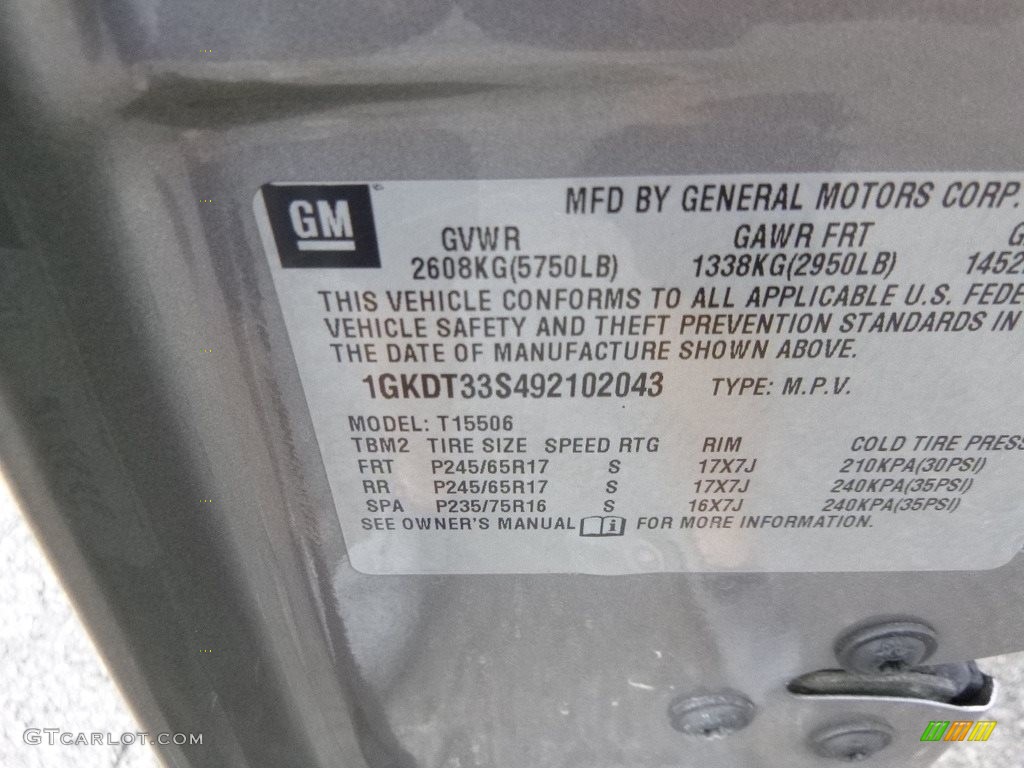 GM
MFD BY GENERAL MOTORS CORP.
GVWR GAWR FRT G
2608KG(5750LB) 1338KG(2950LB) 1452
THIS VEHICLE CONFORMS TO ALL APPLICABLE U.S. FEDE
VEHICLE SAFETY AND THEFT PREVENTION STANDARDS IN
THE DATE OF MANUFACTURE SHOWN ABOVE.
1GKDT33S492102043 TYPE: M.P.V.
MODEL: T15506
TBM2 TIRE SIZE SPEED RTG RIM COLD TIRE PRESS
FRT P245/65R17 S 17X7J 210KPA(30PSI)
RR P245/65R17 S 17X7J 240KPA(35PSI)
SPA P235/75R16 S 16X7J 240KPA(35PSI)
SEE OWNER'S MANUAL i FOR MORE INFORMATION.
GTCARLOT.COM